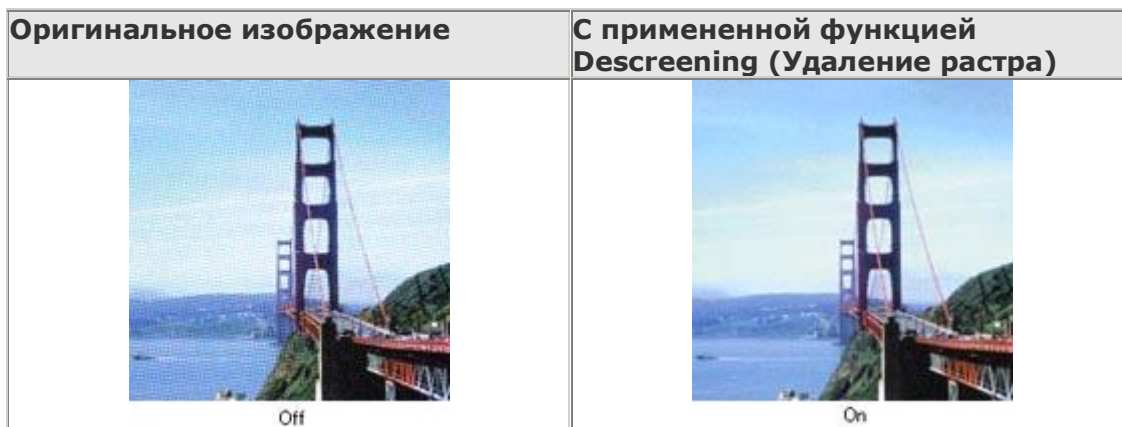 Оригинальное изображение
С примененной функцией
Descreening (Удаление растра)
Off
On